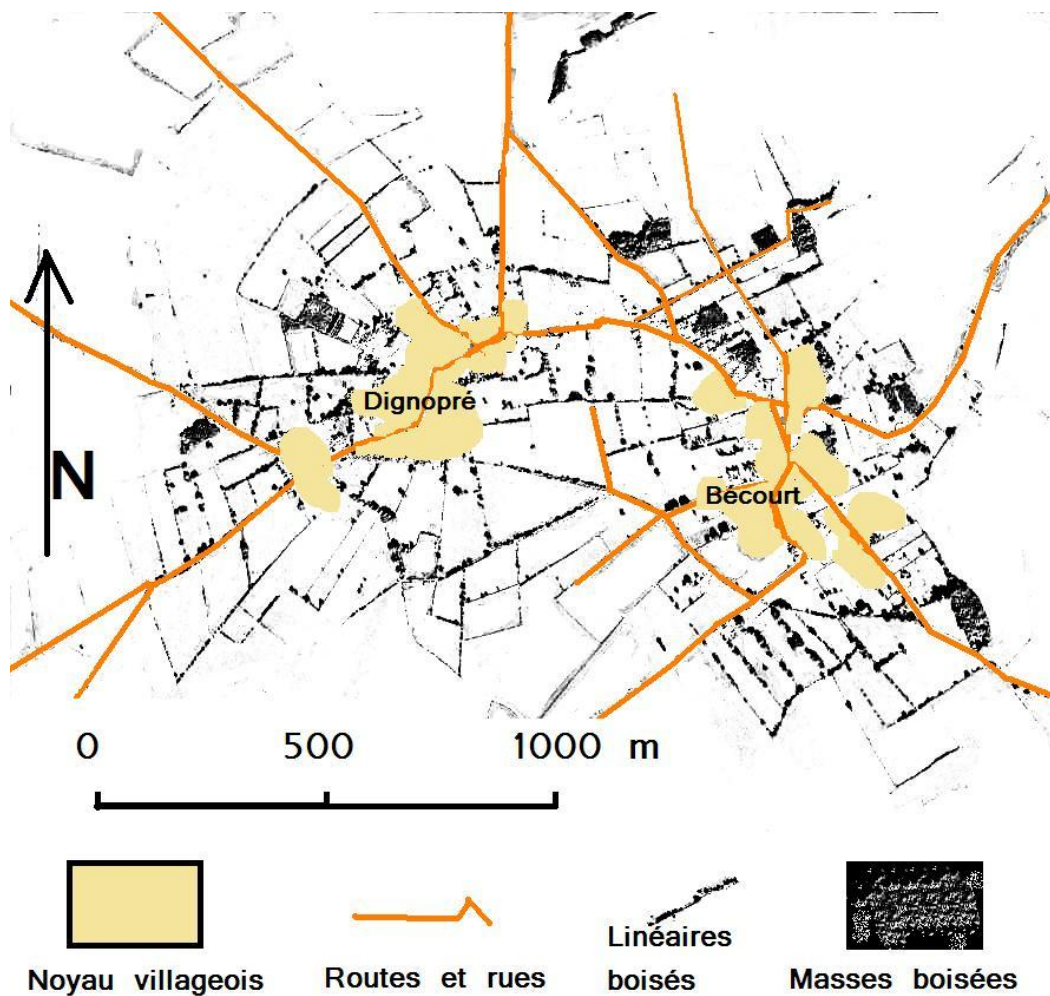 Dignopré
N
Bécourt
0 500 1000 m
Noyau villageois
Routes et rues
Linéaires
boisés
Masses boisées